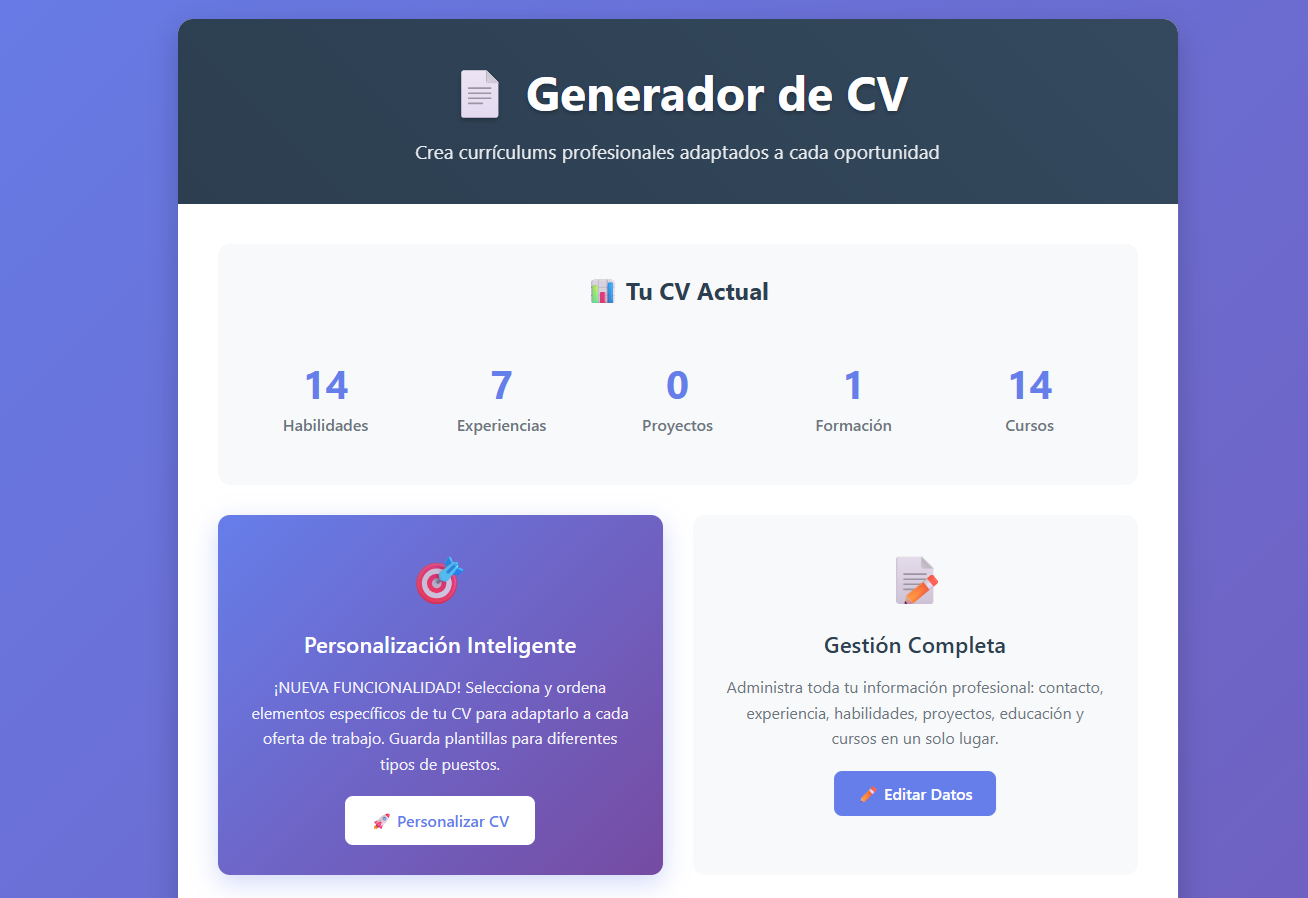 Generador de CV
Crea currículums profesionales adaptados a cada oportunidad
Tu CV Actual
14
Habilidades
7
Experiencias
0
Proyectos
1
Formación
14
Cursos
Personalización Inteligente
¡NUEVA FUNCIONALIDAD! Selecciona y ordena
elementos específicos de tu CV para adaptarlo a cada
oferta de trabajo. Guarda plantillas para diferentes
tipos de puestos.
Personalizar CV
Gestión Completa
Administra toda tu información profesional: contacto,
experiencia, habilidades, proyectos, educación y
cursos en un solo lugar.
Editar Datos